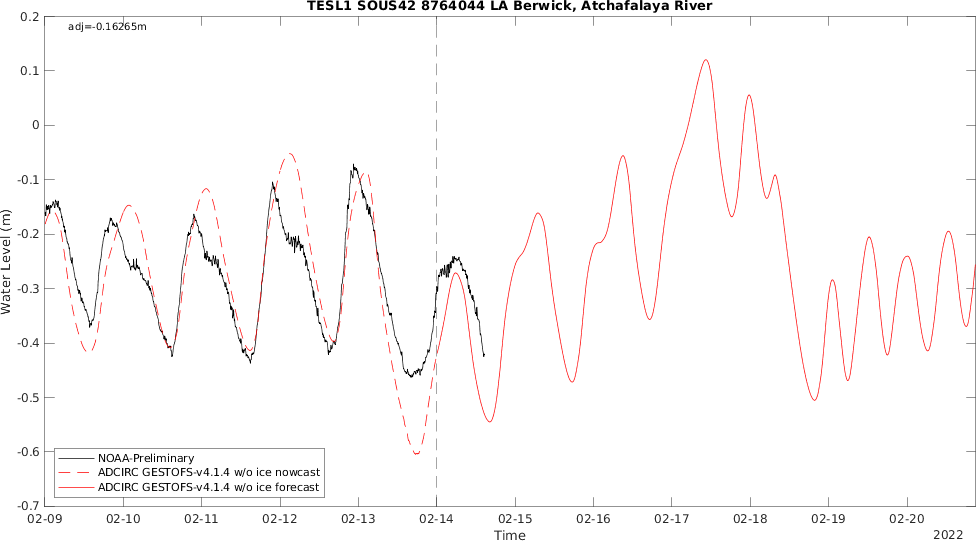 TESL1 SOUS42 8764044 LA Berwick, Atchafalaya River
adj=-0.16265m
0.2
0.1
0
-0.1
-0.2
-0.3
-0.4
-0.5
-0.6
-0.7
Water Level (m)
NOAA-Preliminary
ADCIRC GESTOFS-v4.1.4 w/o ice nowcast
ADCIRC GESTOFS-v4.1.4 w/o ice forecast
02-09 02-10 02-11 02-12 02-13 02-14 02-15 02-16 02-17 02-18 02-19 02-20
Time
2022